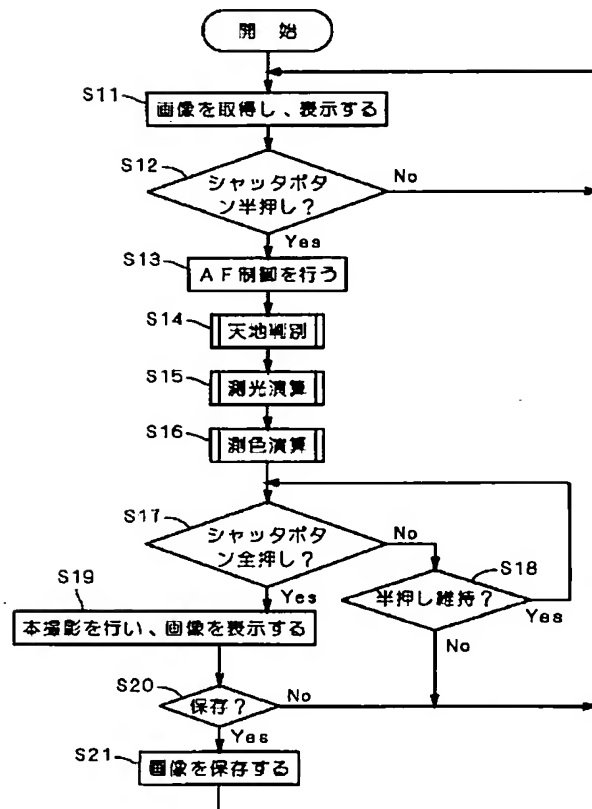 開 始
S11
画像を取得し、表示する
S12
シャッタボタ
ン半押し?
No
Yes
S13
AF制御を行う
S14
天地判別
S15
測光演算
S16
測色演算
S17
シャッタボタ
ン全押し?
No
Yes
S18
半押し維持?
Yes
No
S19
本撮影を行い、画像を表示する
S20
保存?
No
Yes
S21
画像を保存する